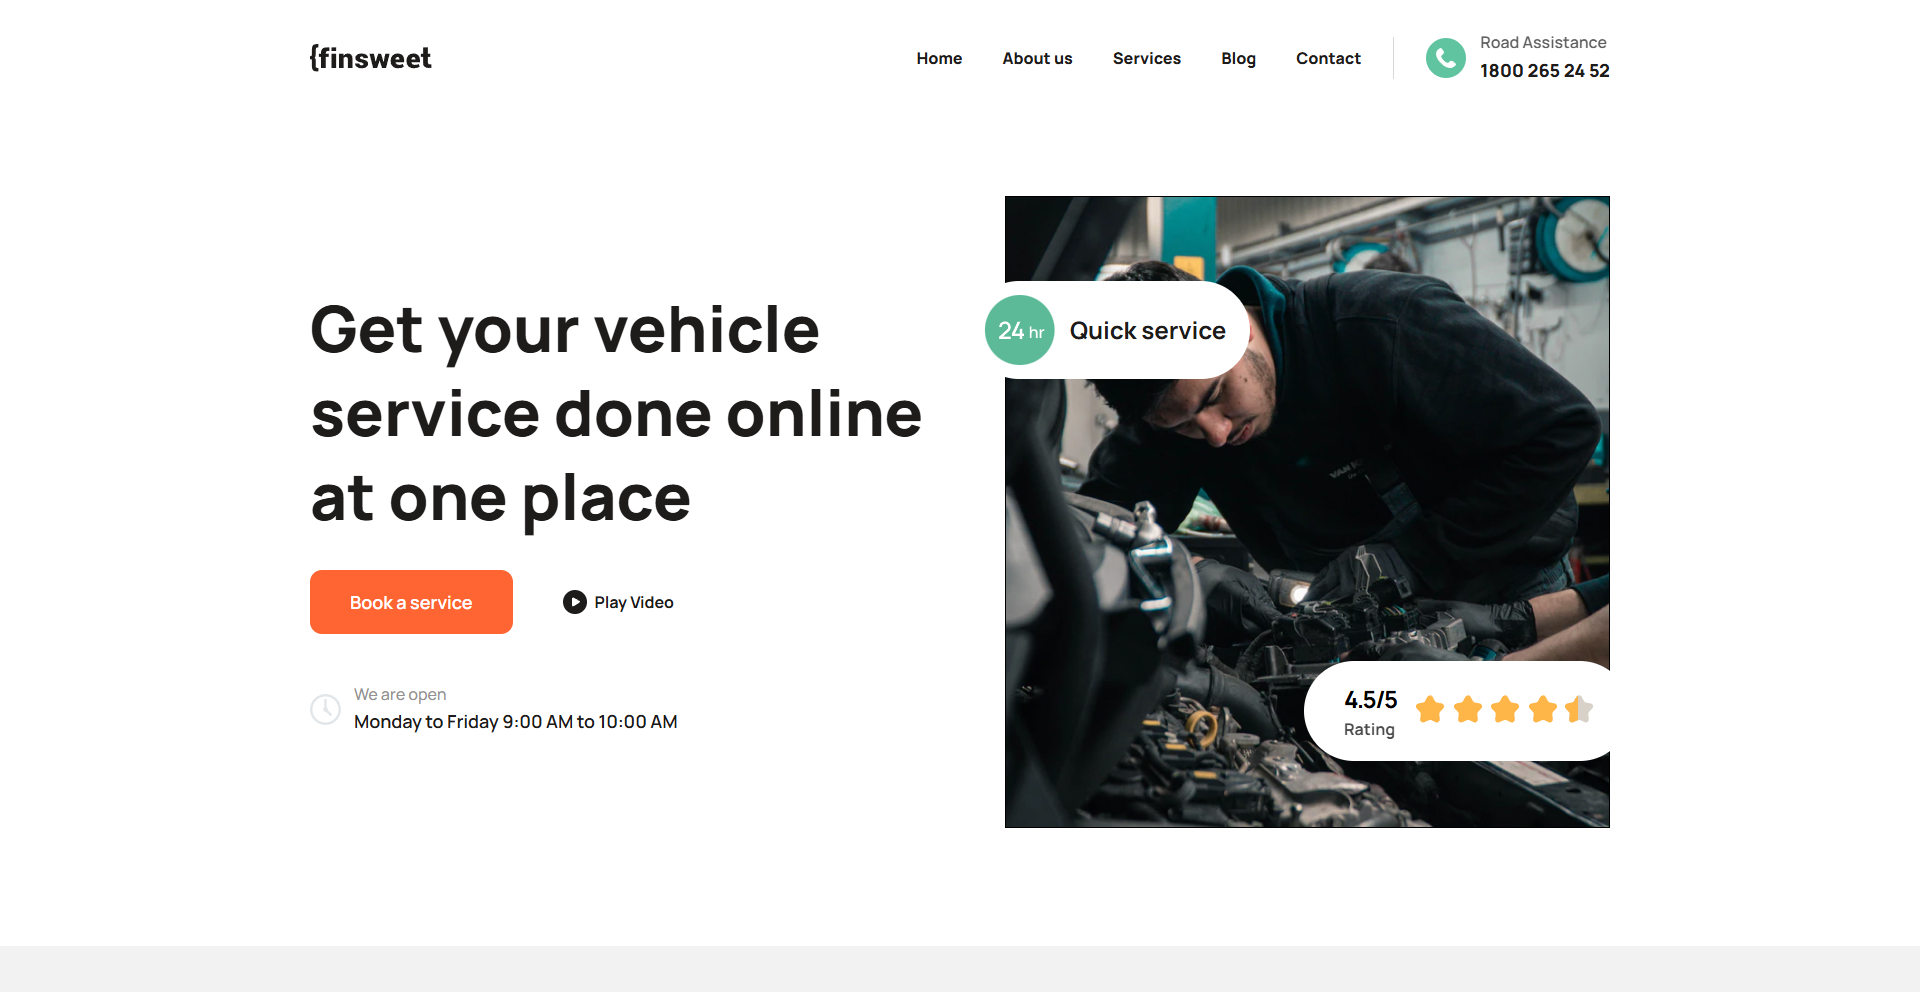 {finsweet
Home
About us
Services
Blog
Contact
Road Assistance
1800 265 24 52
Get your vehicle
service done online
at one place
Book a service
Play Video
We are open
Monday to Friday 9:00 AM to 10:00 AM
24 hr
Quick service
4.5/5
Rating